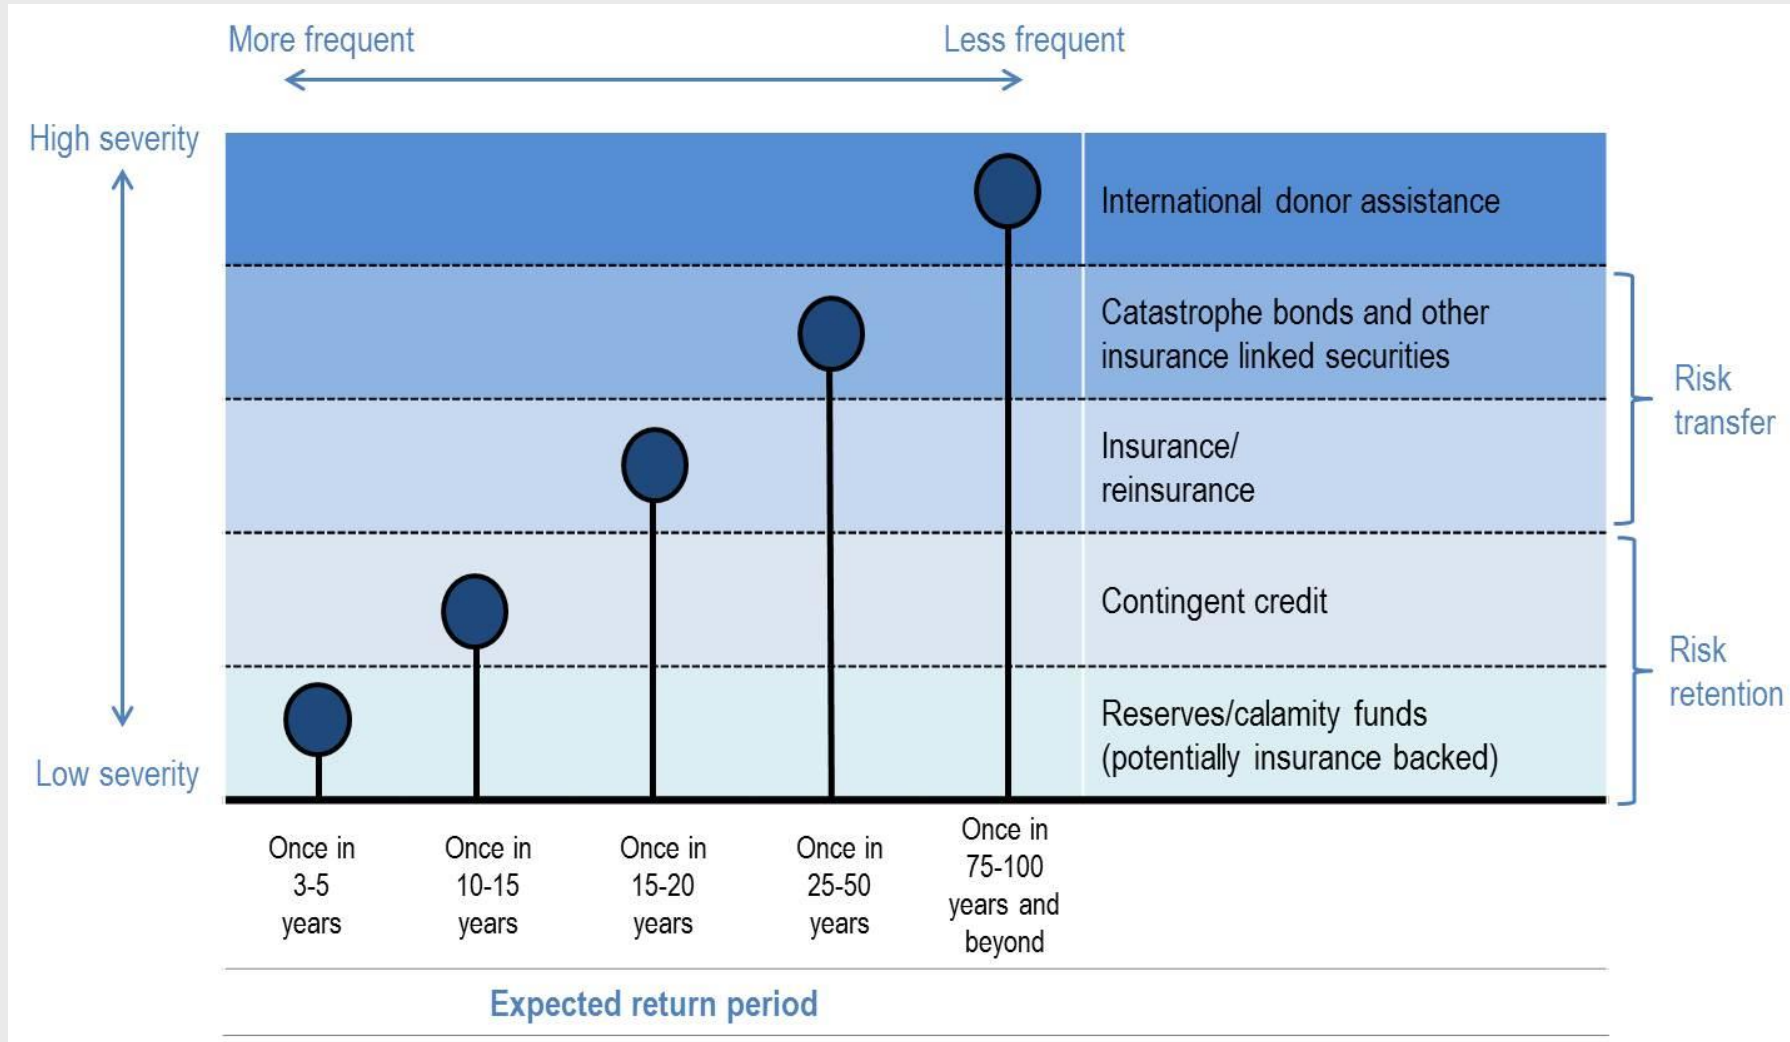 More frequent
Less frequent
High severity
International donor assistance
Catastrophe bonds and other
insurance linked securities
Risk
transfer
Insurance/
reinsurance
Contingent credit
Risk
retention
Reserves/calamity funds
(potentially insurance backed)
Low severity
Once in
3-5
years
Once in
10-15
years
Once in
15-20
years
Once in
25-50
years
Once in
75-100
years and
beyond
Expected return period